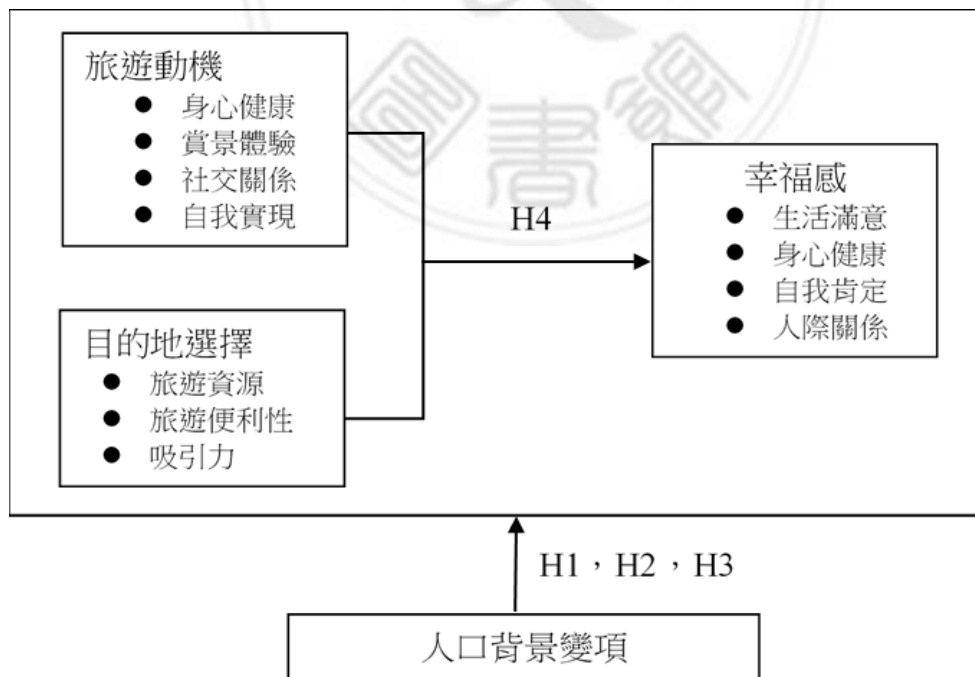 旅遊動機
● 身心健康
● 賞景體驗
● 社交關係
● 自我實現
H4
幸福感
● 生活滿意
● 身心健康
● 自我肯定
● 人際關係
目的地選擇
● 旅遊資源
● 旅遊便利性
● 吸引力
H1，H2，H3
人口背景變項